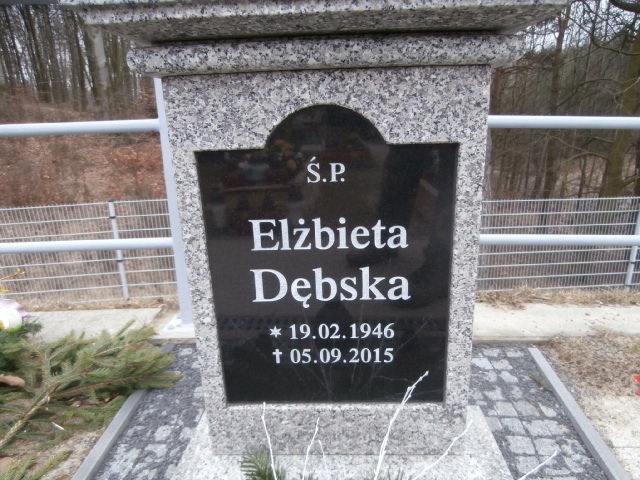 Ś.P.
Elżbieta
Dębska
* 19.02.1946
† 05.09.2015